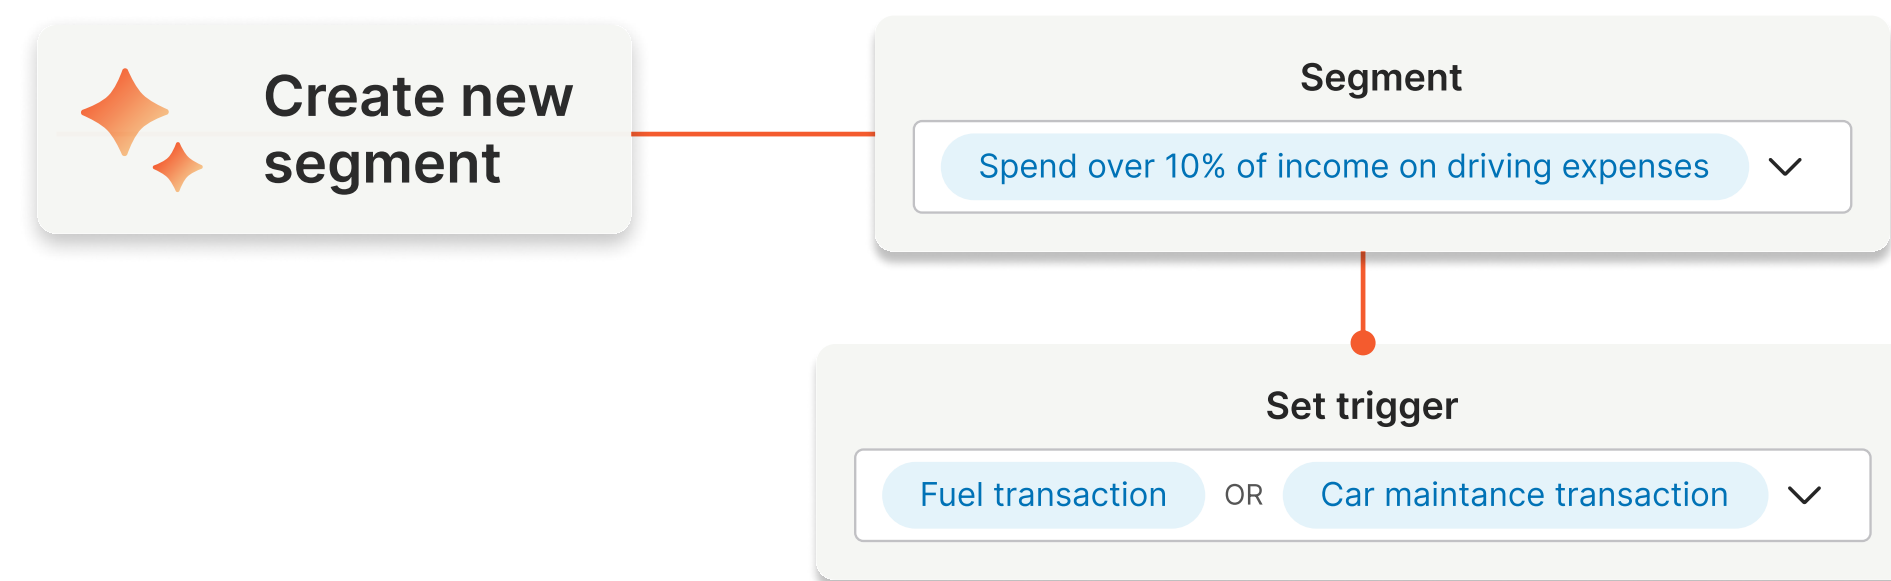 Create new
segment
Segment
Spend over 10% of income on driving expenses
Set trigger
Fuel transaction OR Car maintance transaction